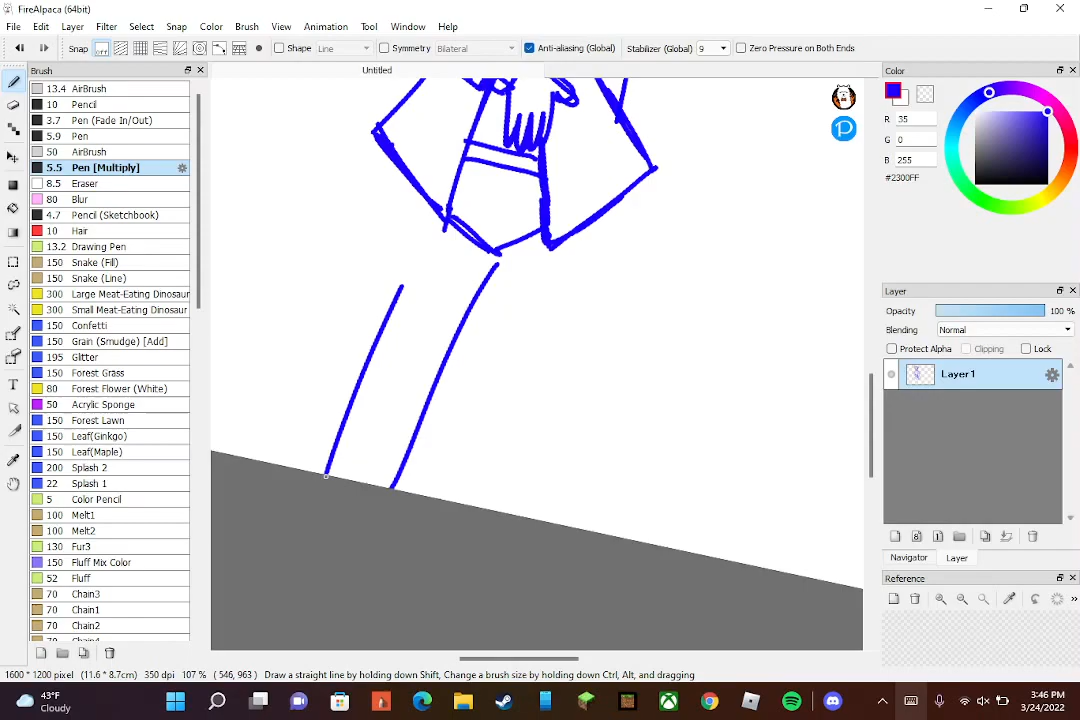 FireAlpaca (64bit)
File Edit Layer Filter Select Snap Color Brush View Animation Tool Window Help
Snap OFF Shape Line Symmetry Bilateral Anti-aliasing (Global) Stabilizer (Global) 9 Zero Pressure on Both Ends
Brush
Untitled
Color
13.4 AirBrush
10 Pencil
3.7 Pen (Fade In/Out)
5.9 Pen
50 AirBrush
5.5 Pen [Multiply]
8.5 Eraser
80 Blur
4.7 Pencil (Sketchbook)
10 Hair
13.2 Drawing Pen
150 Snake (Fill)
150 Snake (Line)
300 Large Meat-Eating Dinosaur
300 Small Meat-Eating Dinosaur
150 Confetti
150 Grain (Smudge) [Add]
195 Glitter
150 Forest Grass
80 Forest Flower (White)
50 Acrylic Sponge
150 Forest Lawn
150 Leaf(Ginkgo)
150 Leaf(Maple)
200 Splash 2
22 Splash 1
5 Color Pencil
100 Melt1
100 Melt2
130 Fur3
150 Fluff Mix Color
52 Fluff
70 Chain3
70 Chain1
70 Chain2
70 Chain4
R 35
G 0
B 255
#2300FF
Layer
Opacity 100 %
Blending Normal
Protect Alpha Clipping Lock
Layer1
Navigator Layer
Reference
1600 * 1200 pixel (11.6 * 8.7cm) 350 dpi 107 % ( 546, 963 ) Draw a straight line by holding down Shift, Change a brush size by holding down Ctrl, Alt, and dragging
43°F
Cloudy
3:46 PM
3/24/2022